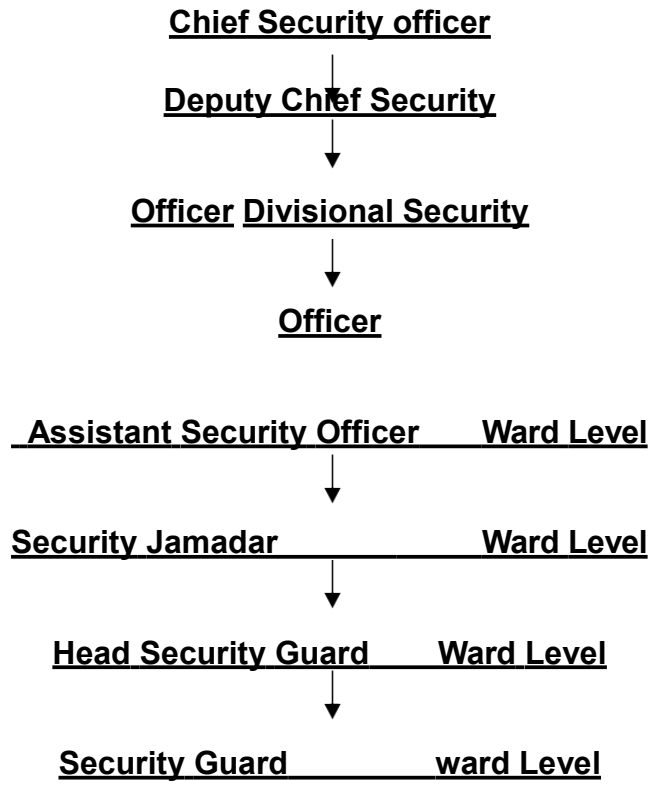 Chief Security officer
Deputy Chief Security
Officer Divisional Security
Officer
Assistant Security Officer Ward Level
Security Jamadar Ward Level
Head Security Guard Ward Level
Security Guard ward Level